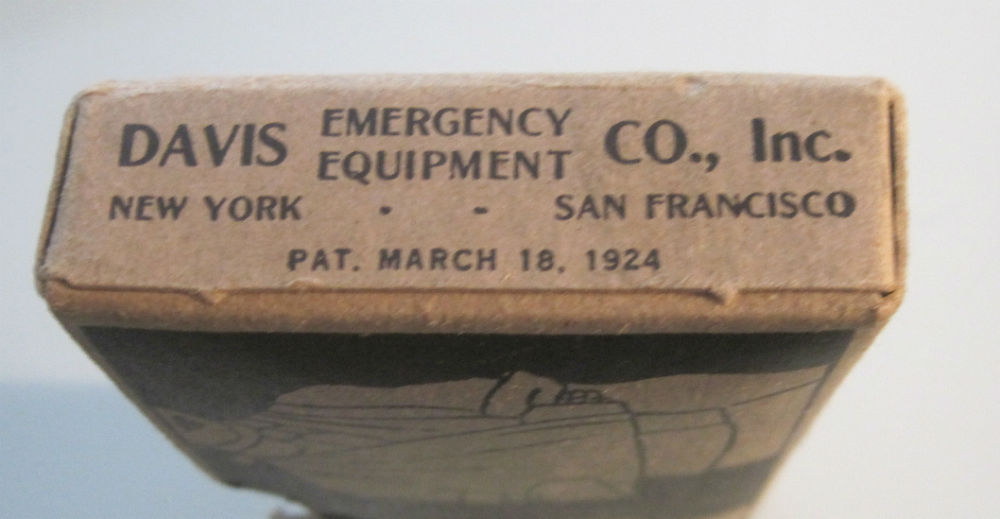 DAVIS EMERGENCY EQUIPMENT CO., Inc.
NEW YORK · - SAN FRANCISCO
PAT. MARCH 18, 1924